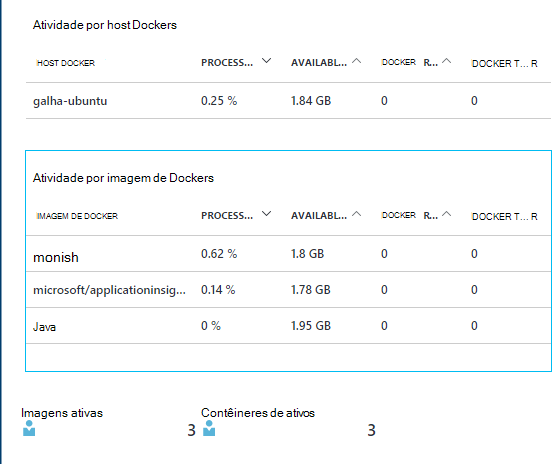 Atividade por host Dockers
HOST DOCKER PROCESS... AVAILABL... DOCKER R... DOCKER T... R
galha-ubuntu 0.25 % 1.84 GB 0 0
Atividade por imagem de Dockers
IMAGEM DE DOCKER PROCESS... AVAILABL... DOCKER R... DOCKER T... R
monish 0.62 % 1.8 GB 0 0
microsoft/applicationinsig... 0.14 % 1.78 GB 0 0
Java 0 % 1.95 GB 0 0
Imagens ativas Contêineres de ativos
3 3